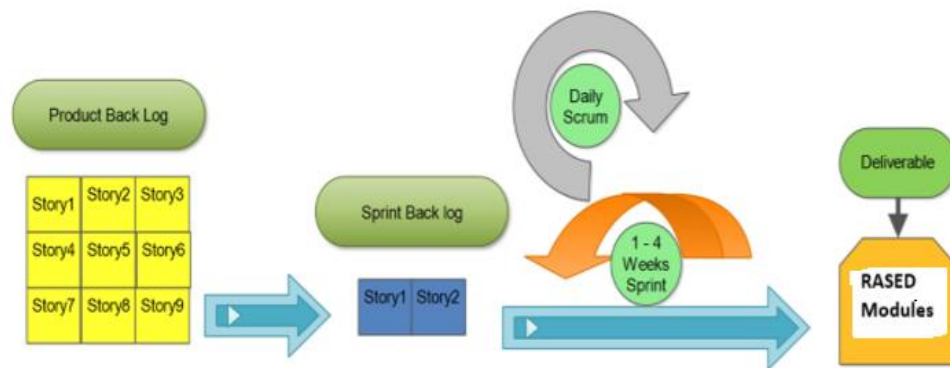 Product Back Log
Story1 Story2 Story3
Story4 Story5 Story6
Story7 Story8 Story9
Sprint Back log
Story1 Story2
Daily
Scrum
1 - 4
Weeks
Sprint
Deliverable
RASED
Modules